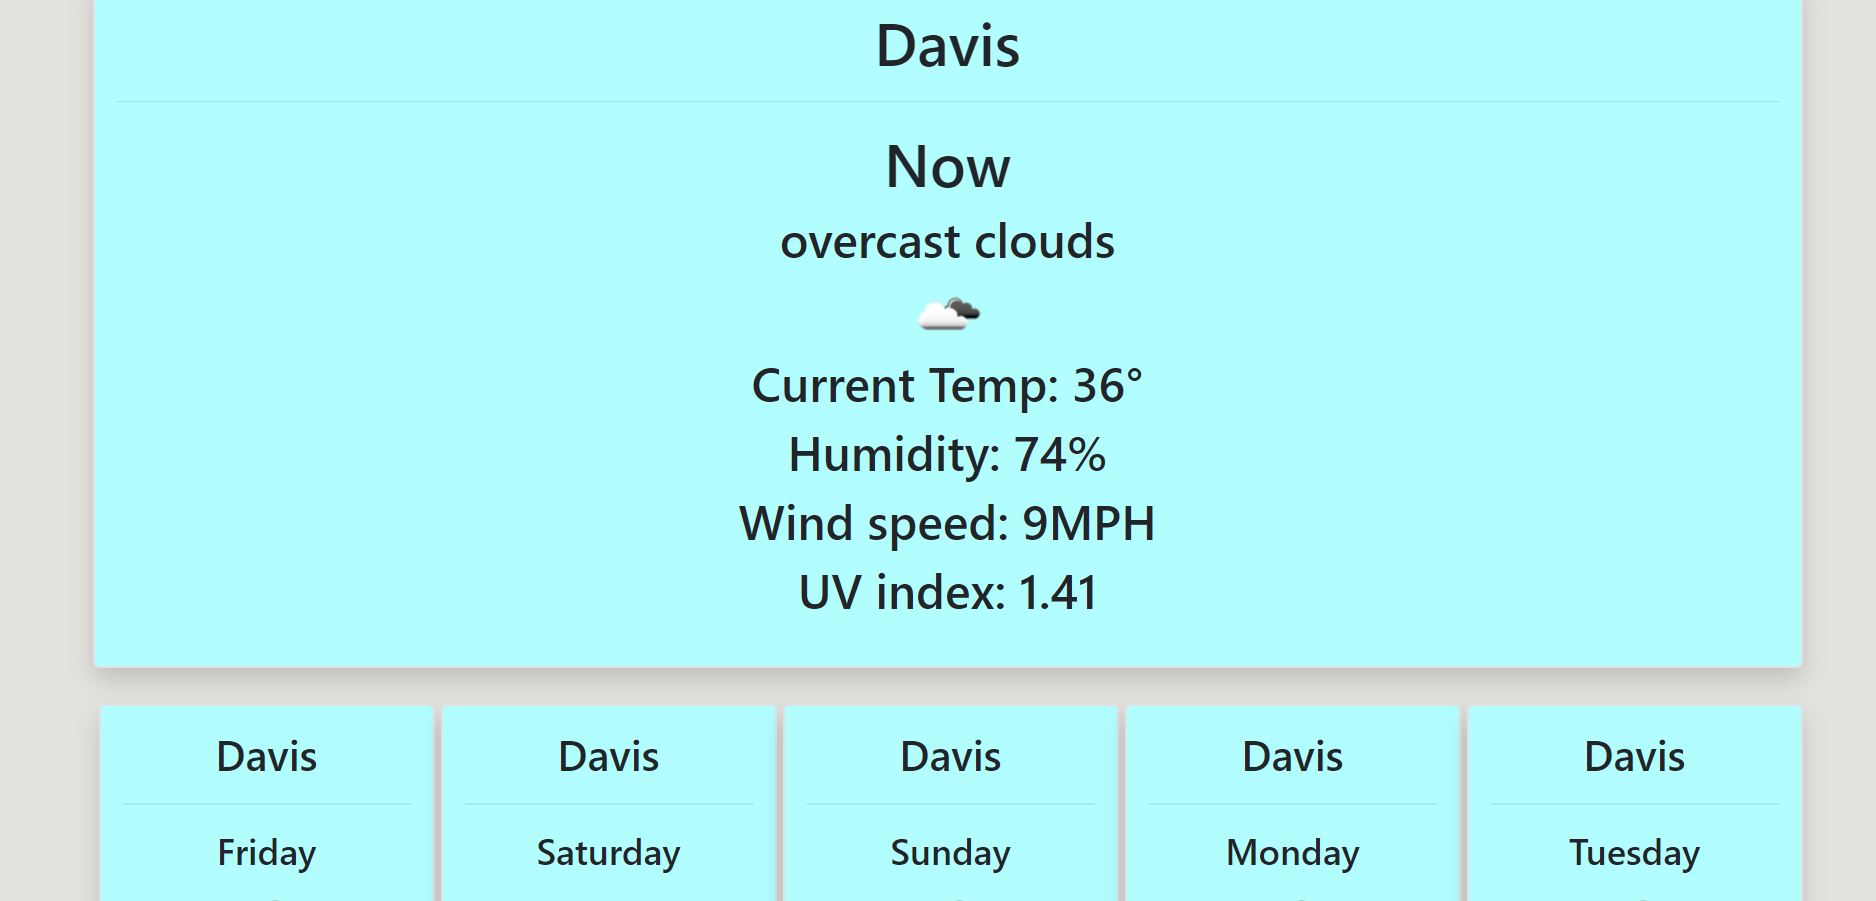 Davis
Now
overcast clouds
Current Temp: 36°
Humidity: 74%
Wind speed: 9MPH
UV index: 1.41
Davis
Friday
Davis
Saturday
Davis
Sunday
Davis
Monday
Davis
Tuesday